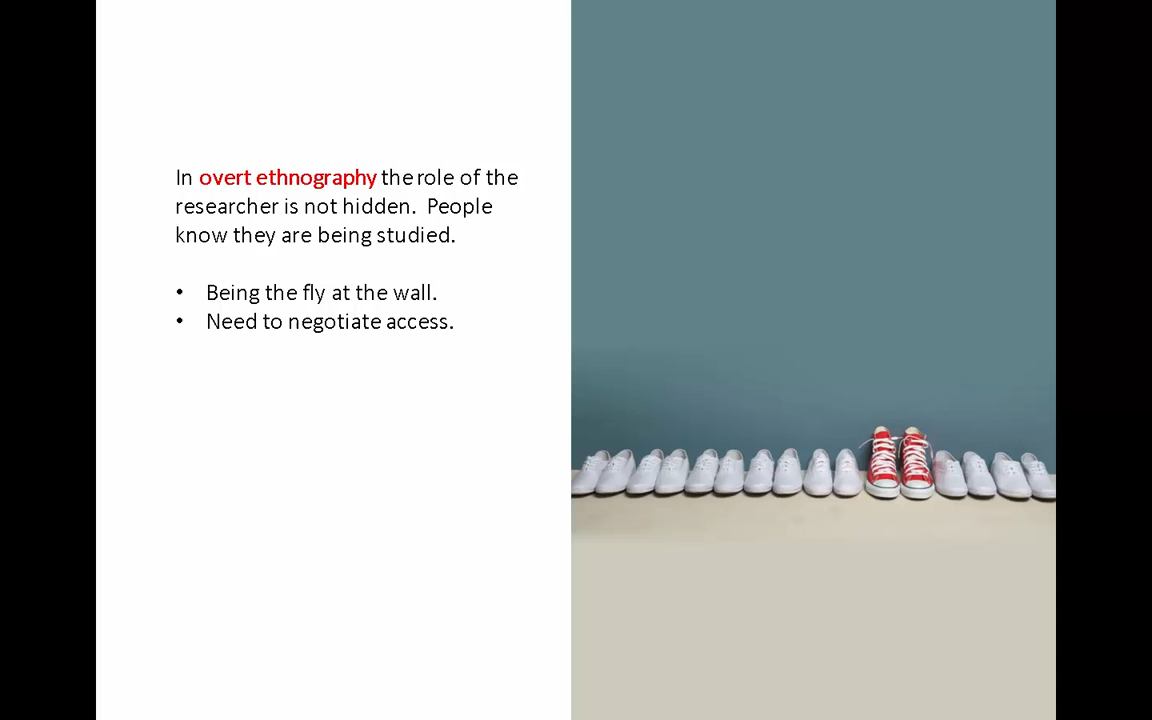 In overt ethnography the role of the
researcher is not hidden.  People
know they are being studied.
• Being the fly at the wall.
• Need to negotiate access.